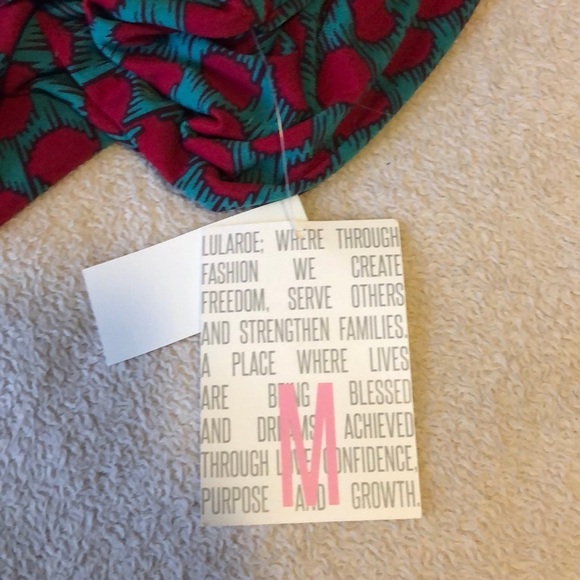 LULAROE; WHERE THROUGH
FASHION WE CREATE
FREEDOM, SERVE OTHERS
AND STRENGTHEN FAMILIES.
A PLACE WHERE LIVES
ARE BEING BLESSED
AND DREAMS ACHIEVED
THROUGH LOVE, CONFIDENCE,
PURPOSE AND GROWTH.
M